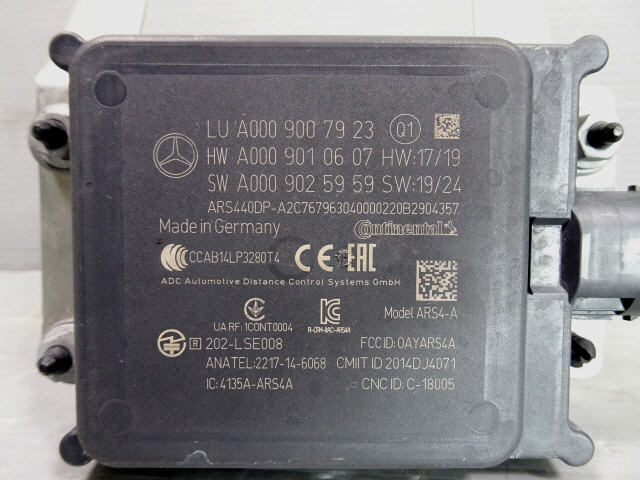 LU A000 900 79 23 Q1
HW A000 901 06 07 HW:17/19
SW A000 902 59 59 SW:19/24
ARS440DP-A2C767963040000220B2904357
Made in Germany Continental
CCAB14LP3280T4 CE EAC
ADC Automotive Distance Control Systems GmbH
Model ARS4-A
UA RF: 1CONT0004 R-CRM-IIAC-ARS4A
R 202-LSE008 FCC ID: OAYARS4A
ANATEL: 2217-14-6068 CMIIT ID 2014DJ4071
IC: 4135A-ARS4A CNC ID: C-18005